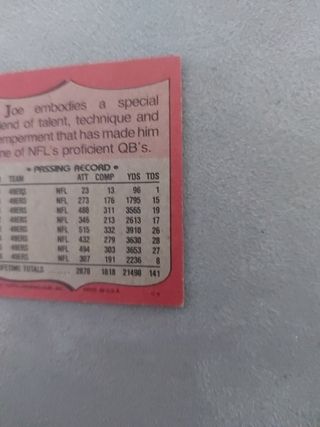 Joe embodies a special
lend of talent, technique and
emperment that has made him
ne of NFL's proficient QB's.
• PASSING RECORD •
TEAM ATT COMP YDS TDS
49ERS NFL 23 13 96 1
49ERS NFL 273 176 1795 15
49ERS NFL 488 311 3565 19
49ERS NFL 346 213 2613 17
49ERS NFL 515 332 3910 26
49ERS NFL 432 279 3630 28
49ERS NFL 494 303 3653 27
49ERS NFL 307 191 2236 8
IFETIME TOTALS ...... 2878 1818 21498 141